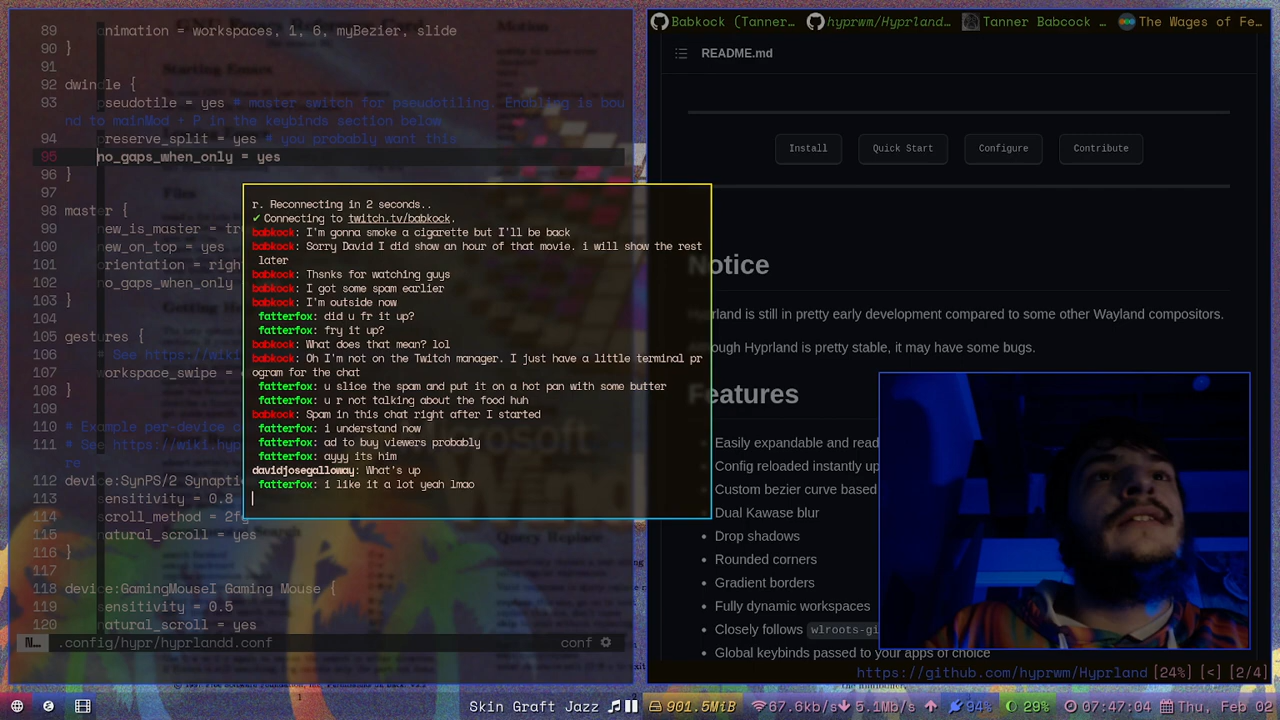 89 animation = workspaces, 1, 6, myBezier, slide
90 }
91
92 dwindle {
93 pseudotile = yes # master switch for pseudotiling. Enabling is bou
nd to mainMod + P in the keybinds section below
94 preserve_split = yes # you probably want this
95 no_gaps_when_only = yes
96 }
97
98 master {
99 new_is_master = tr
100 new_on_top = yes
101 orientation = righ
102 no_gaps_when_only
103 }
104
105 gestures {
106 # See https://wiki
107 workspace_swipe =
108 }
109
110 # Example per-device c
111 # See https://wiki.hyp
re
112 device:SynPS/2 Synaptic
113 sensitivity = 0.8
114 scroll_method = 2fg
115 natural_scroll = yes
116 }
117
118 device:GamingMouseI Gaming Mouse {
119 sensitivity = 0.5
120 natural_scroll = yes
N… .config/hypr/hyprlandd.conf conf
r. Reconnecting in 2 seconds..
✔ Connecting to twitch.tv/babkock.
babkock: I'm gonna smoke a cigarette but I'll be back
babkock: Sorry David I did show an hour of that movie. i will show the rest
later
babkock: Thsnks for watching guys
babkock: I got some spam earlier
babkock: I'm outside now
fatterfox: did u fr it up?
fatterfox: fry it up?
babkock: What does that mean? lol
babkock: Oh I'm not on the Twitch manager. I just have a little terminal pr
ogram for the chat
fatterfox: u slice the spam and put it on a hot pan with some butter
fatterfox: u r not talking about the food huh
babkock: Spam in this chat right after I started
fatterfox: i understand now
fatterfox: ad to buy viewers probably
fatterfox: ayyy its him
davidjosegalloway: What's up
fatterfox: i like it a lot yeah lmao
Babkock (Tanner… hyprwm/Hyprland… Tanner Babcock … The Wages of Fe…
README.md
Install Quick Start Configure Contribute
Notice
Hyprland is still in pretty early development compared to some other Wayland compositors.
ough Hyprland is pretty stable, it may have some bugs.
Features
Easily expandable and read
Config reloaded instantly up
Custom bezier curve based
Dual Kawase blur
Drop shadows
Rounded corners
Gradient borders
Fully dynamic workspaces
Closely follows wlroots-gi
Global keybinds passed to your apps of choice
https://github.com/hyprwm/Hyprland [24%] [<] [2/4]
Skin Graft Jazz 901.5MiB 67.6kb/s 5.1Mb/s 94% 29% 07:47:04 Thu, Feb 02